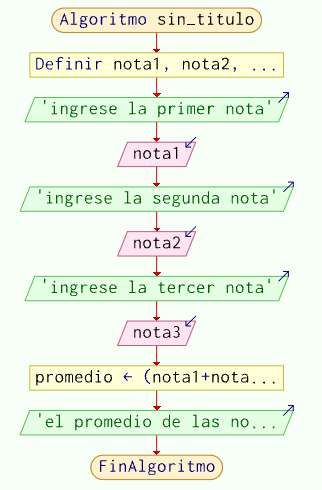 Algoritmo sin_titulo
Definir nota1, nota2, ...
'ingrese la primer nota'
nota1
'ingrese la segunda nota'
nota2
'ingrese la tercer nota'
nota3
promedio ← (nota1+nota...
'el promedio de las no...
FinAlgoritmo